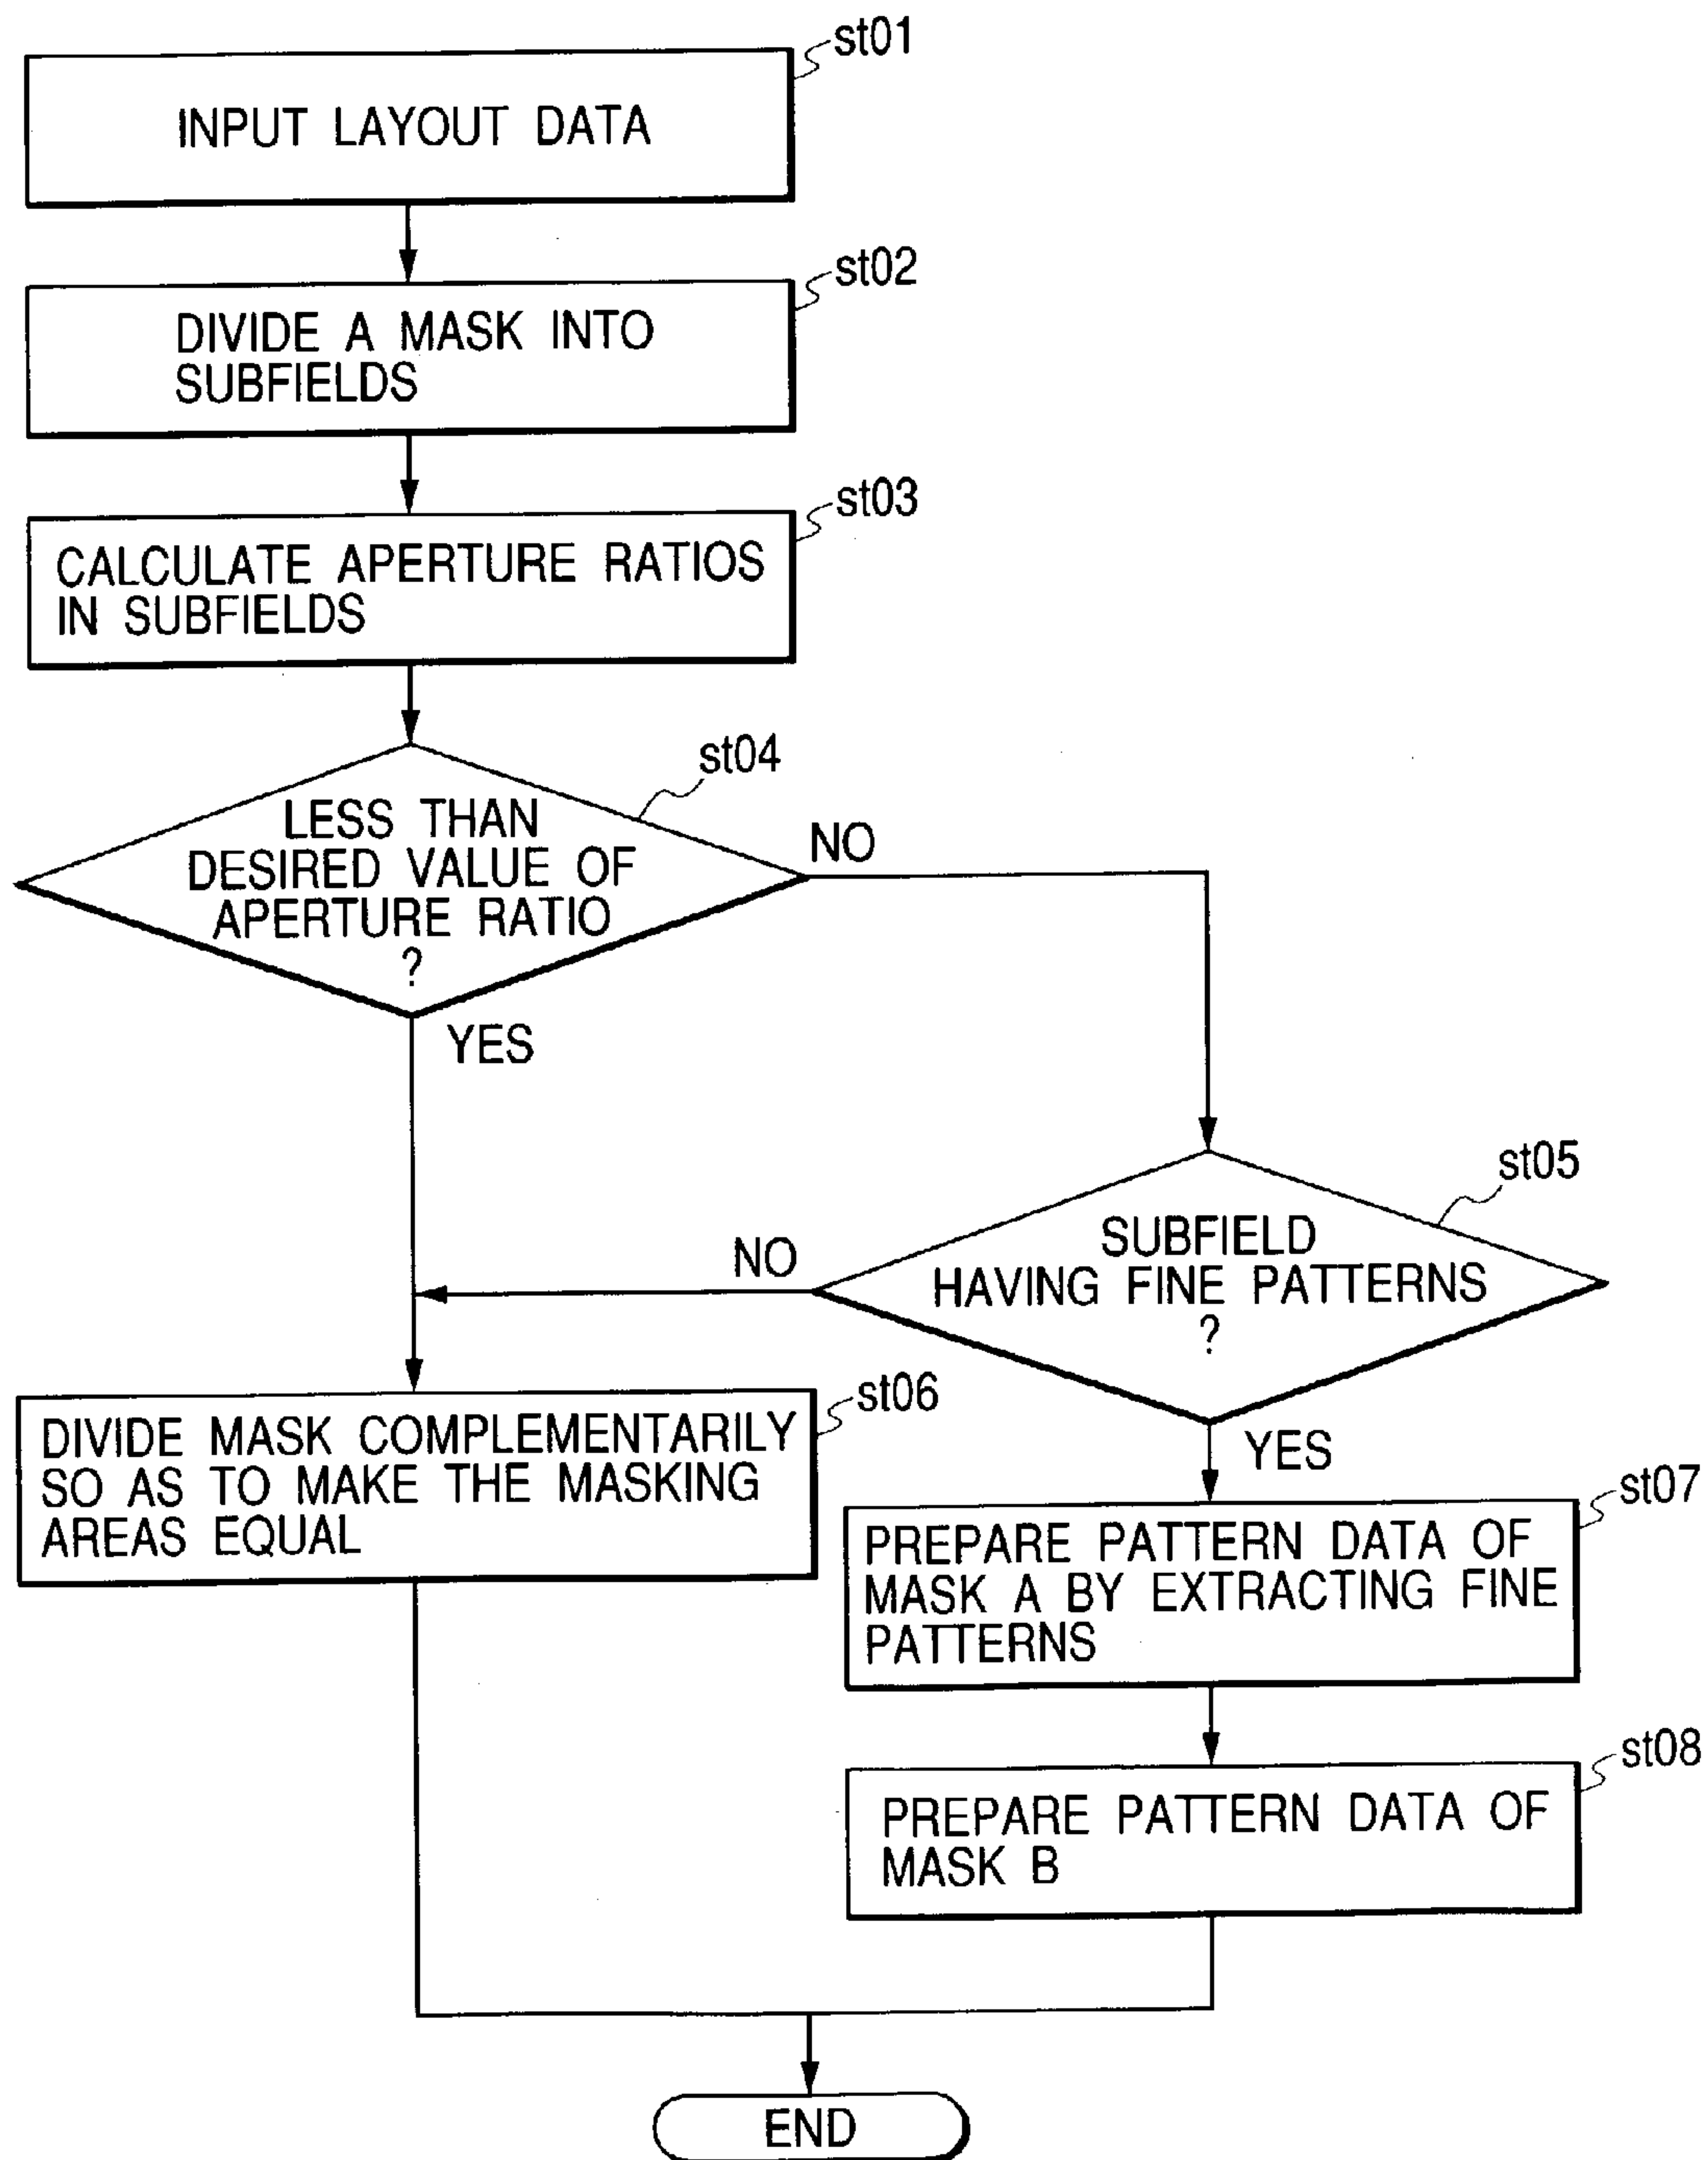 st01
INPUT LAYOUT DATA
st02
DIVIDE A MASK INTO
SUBFIELDS
st03
CALCULATE APERTURE RATIOS
IN SUBFIELDS
st04
LESS THAN
DESIRED VALUE OF
APERTURE RATIO
?
NO
YES
st05
SUBFIELD
HAVING FINE PATTERNS
?
NO
YES
st06
DIVIDE MASK COMPLEMENTARILY
SO AS TO MAKE THE MASKING
AREAS EQUAL
st07
PREPARE PATTERN DATA OF
MASK A BY EXTRACTING FINE
PATTERNS
st08
PREPARE PATTERN DATA OF
MASK B
END